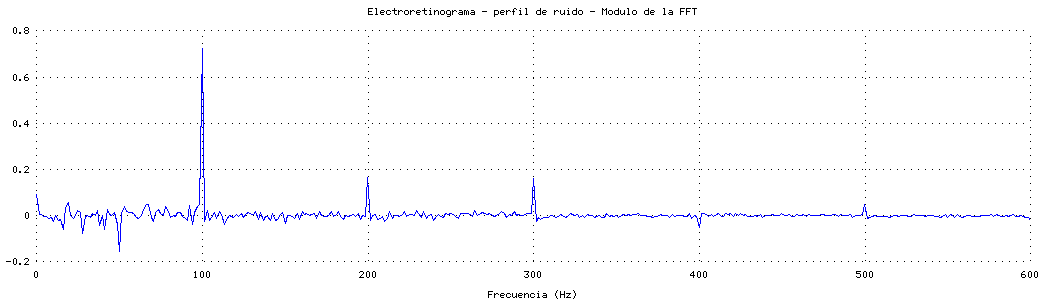 Electroretinograma - perfil de ruido - Modulo de la FFT
0.8
0.6
0.4
0.2
0
-0.2
0 100 200 300 400 500 600
Frecuencia (Hz)